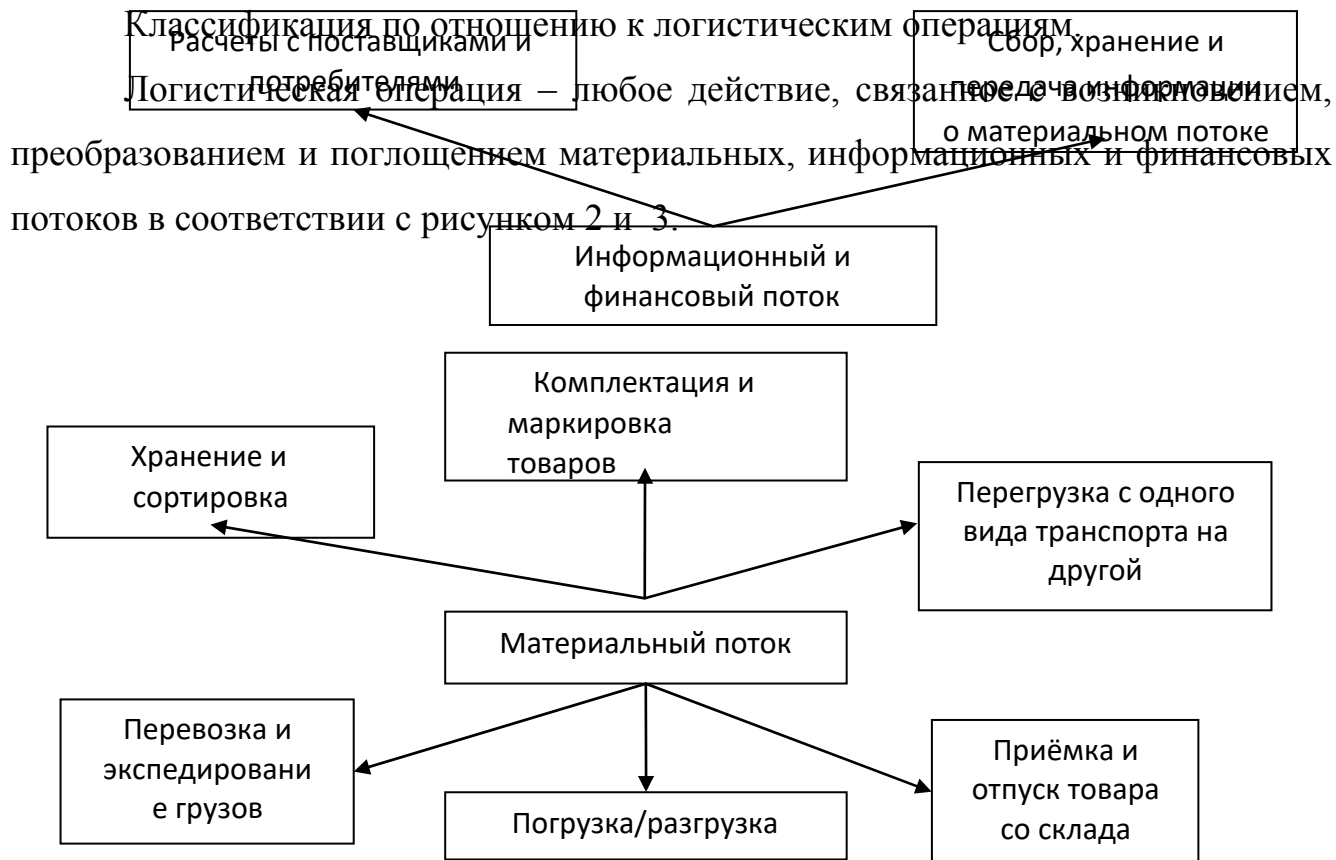 Классификация по отношению к логистическим операциям.
Логистическая операция – любое действие, связанное с возникновением,
преобразованием и поглощением материальных, информационных и финансовых
потоков в соответствии с рисунком 2 и 3.
Расчеты с поставщиками и
потребителями
Сбор, хранение и
передача информации
о материальном потоке
Информационный и
финансовый поток
Комплектация и
маркировка
товаров
Хранение и
сортировка
Перегрузка с одного
вида транспорта на
другой
Материальный поток
Перевозка и
экспедировани
е грузов
Погрузка/разгрузка
Приёмка и
отпуск товара
со склада